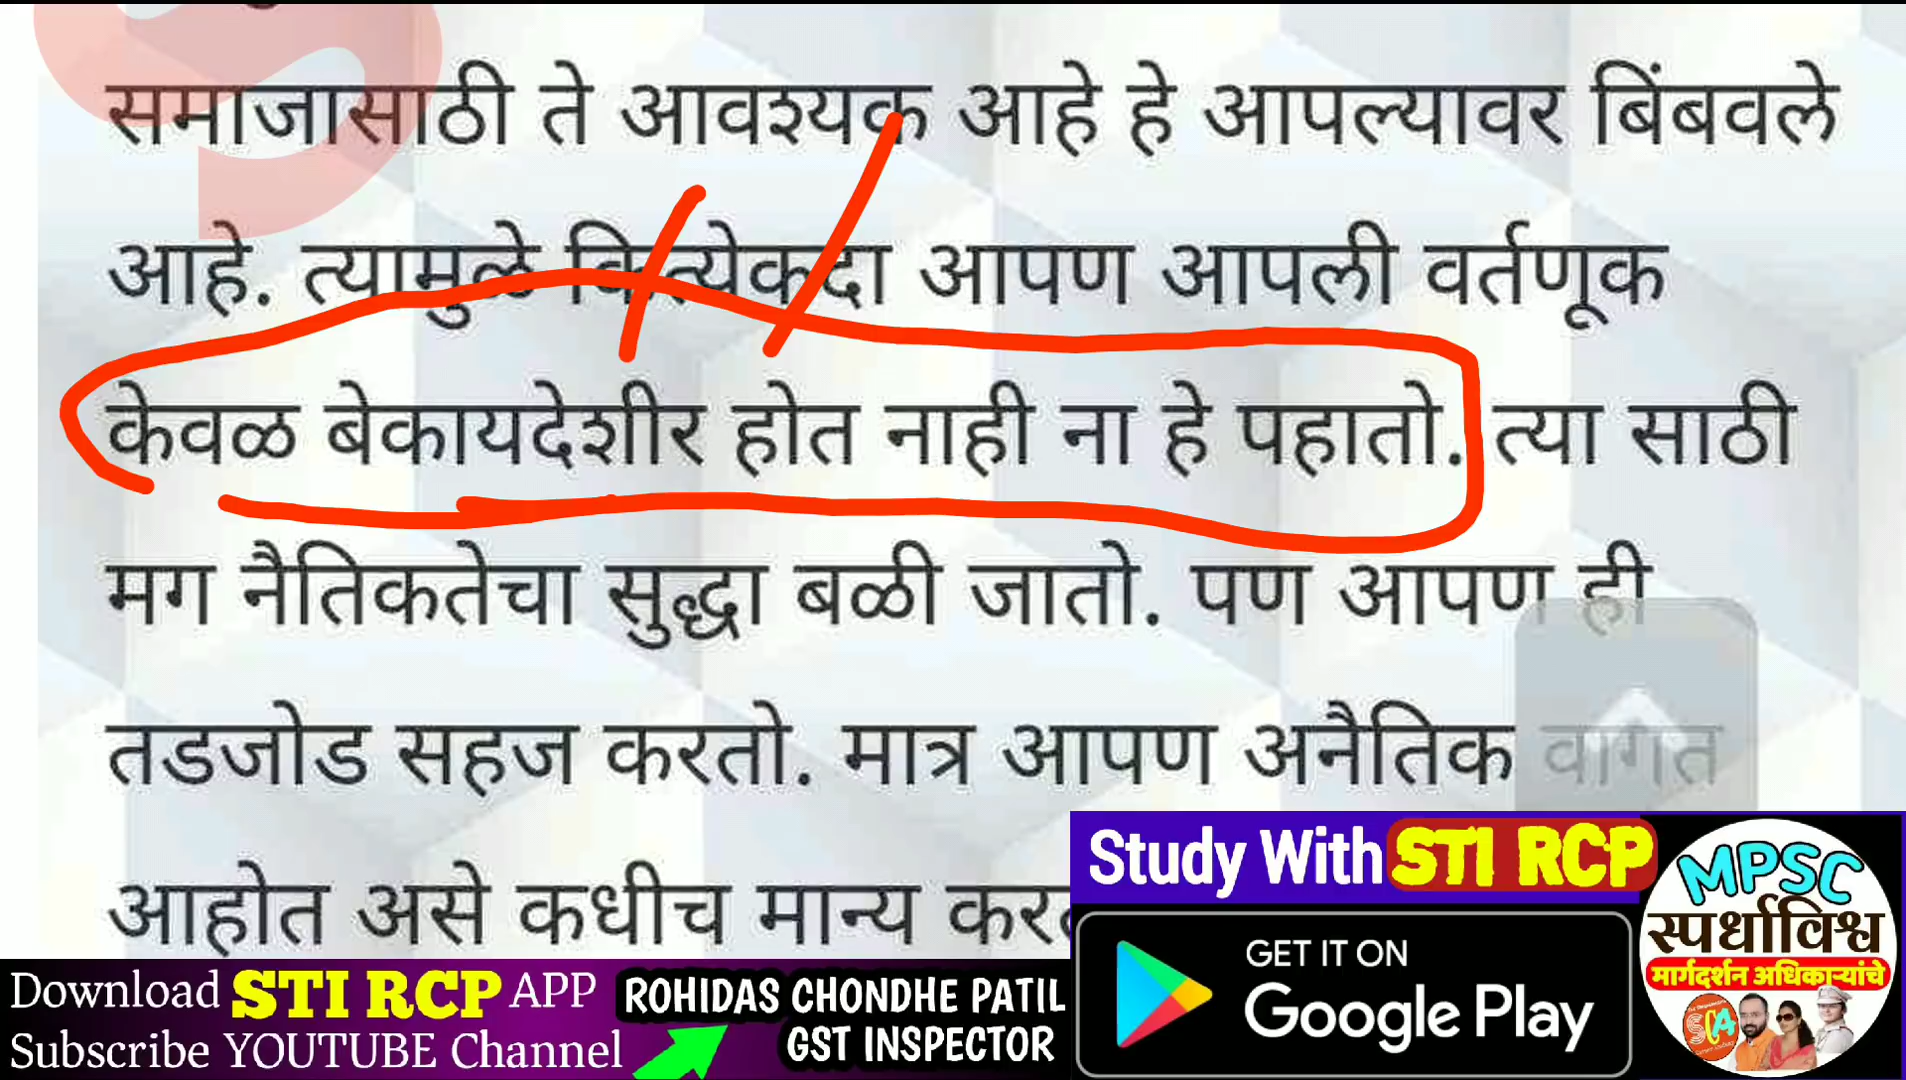 समाजासाठी ते आवश्यक आहे हे आपल्यावर बिंबवले
आहे. त्यामुळे कित्येकदा आपण आपली वर्तणूक
केवळ बेकायदेशीर होत नाही ना हे पहातो. त्या साठी
मग नैतिकतेचा सुद्धा बळी जातो. पण आपण ही
तडजोड सहज करतो. मात्र आपण अनैतिक वागत
आहोत असे कधीच मान्य
Study With STI RCP
GET IT ON
Google Play
MPSC
स्पर्धाविश्व
मार्गदर्शन अधिकाऱ्यांचे
Download STI RCP APP
Subscribe YOUTUBE Channel
ROHIDAS CHONDHE PATIL
GST INSPECTOR